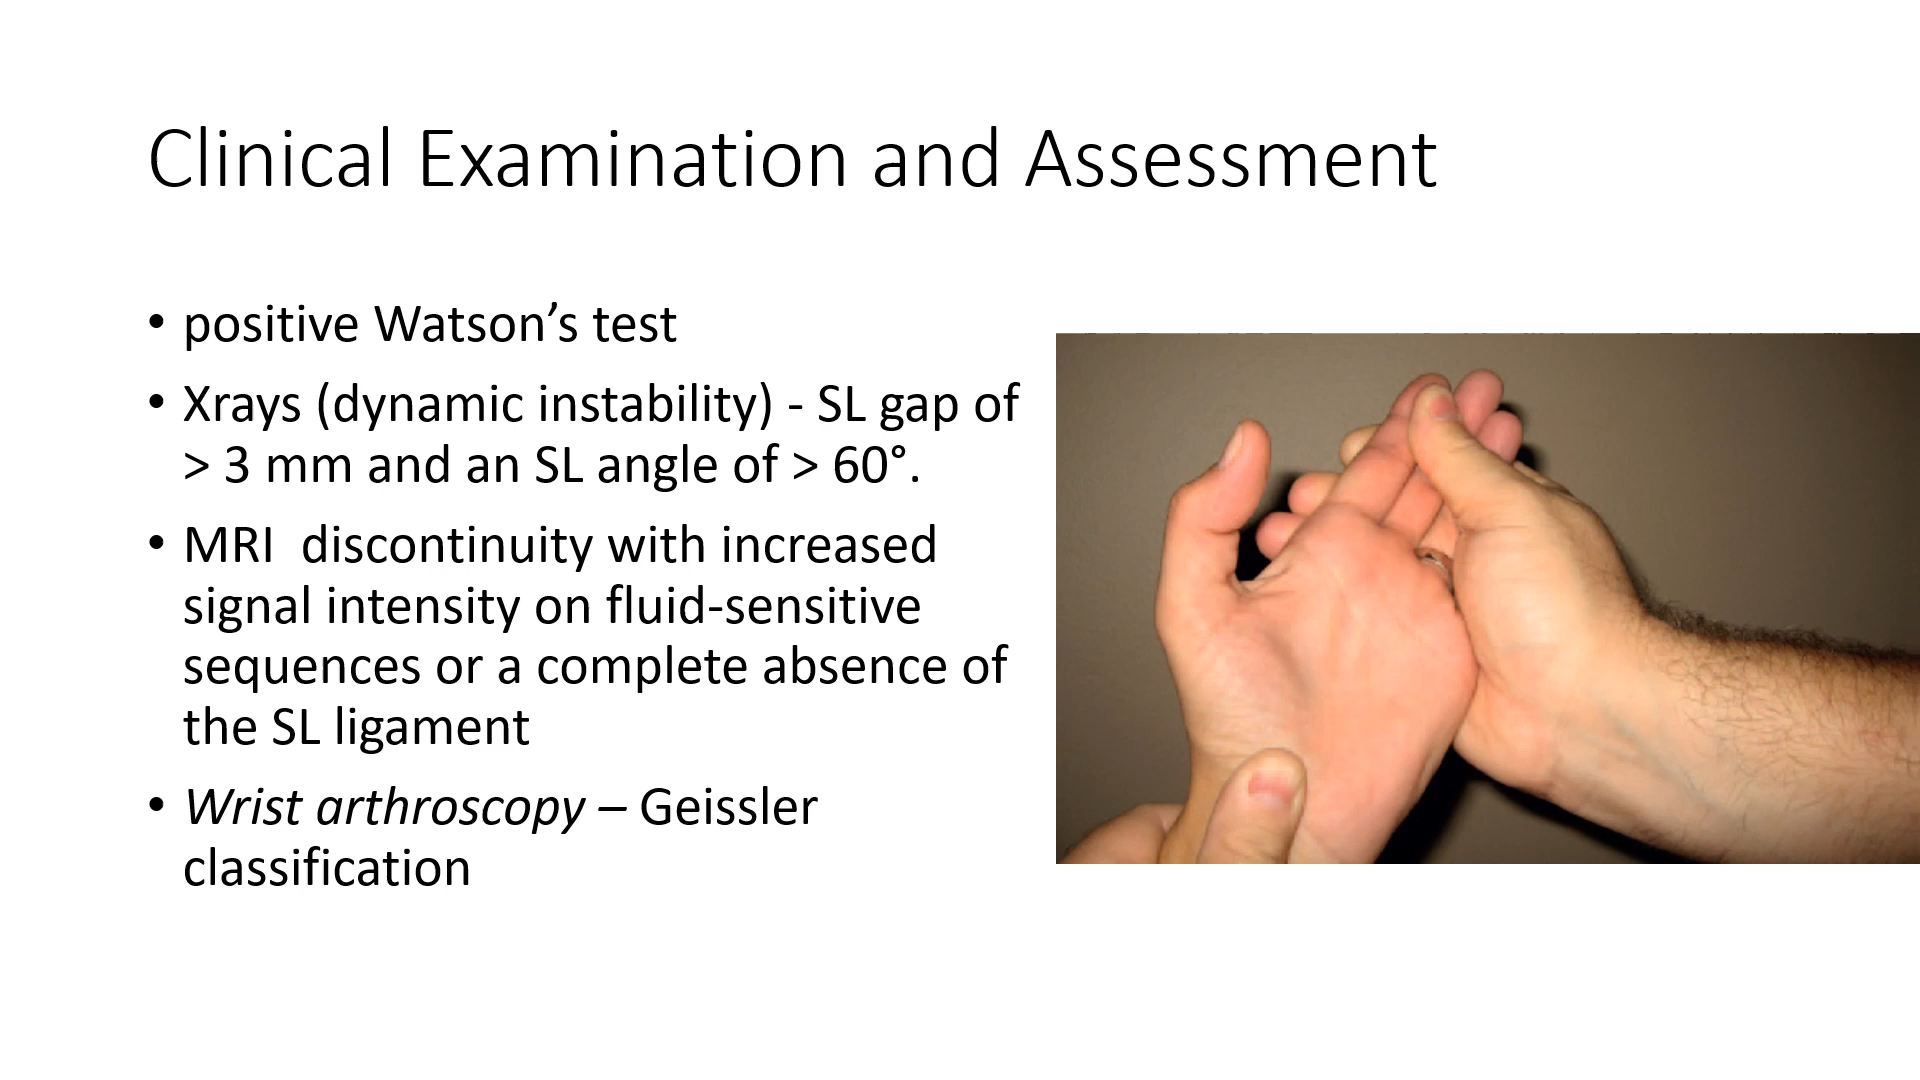 Clinical Examination and Assessment
• positive Watson’s test
• Xrays (dynamic instability) - SL gap of
> 3 mm and an SL angle of > 60°.
• MRI  discontinuity with increased
signal intensity on fluid-sensitive
sequences or a complete absence of
the SL ligament
• Wrist arthroscopy – Geissler
classification